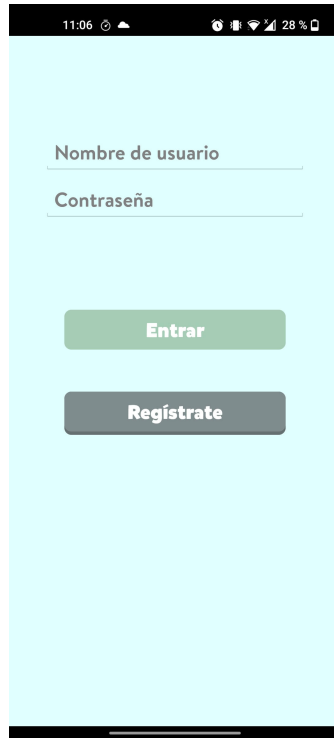 11:06 28 %
Nombre de usuario
Contraseña
Entrar
Regístrate